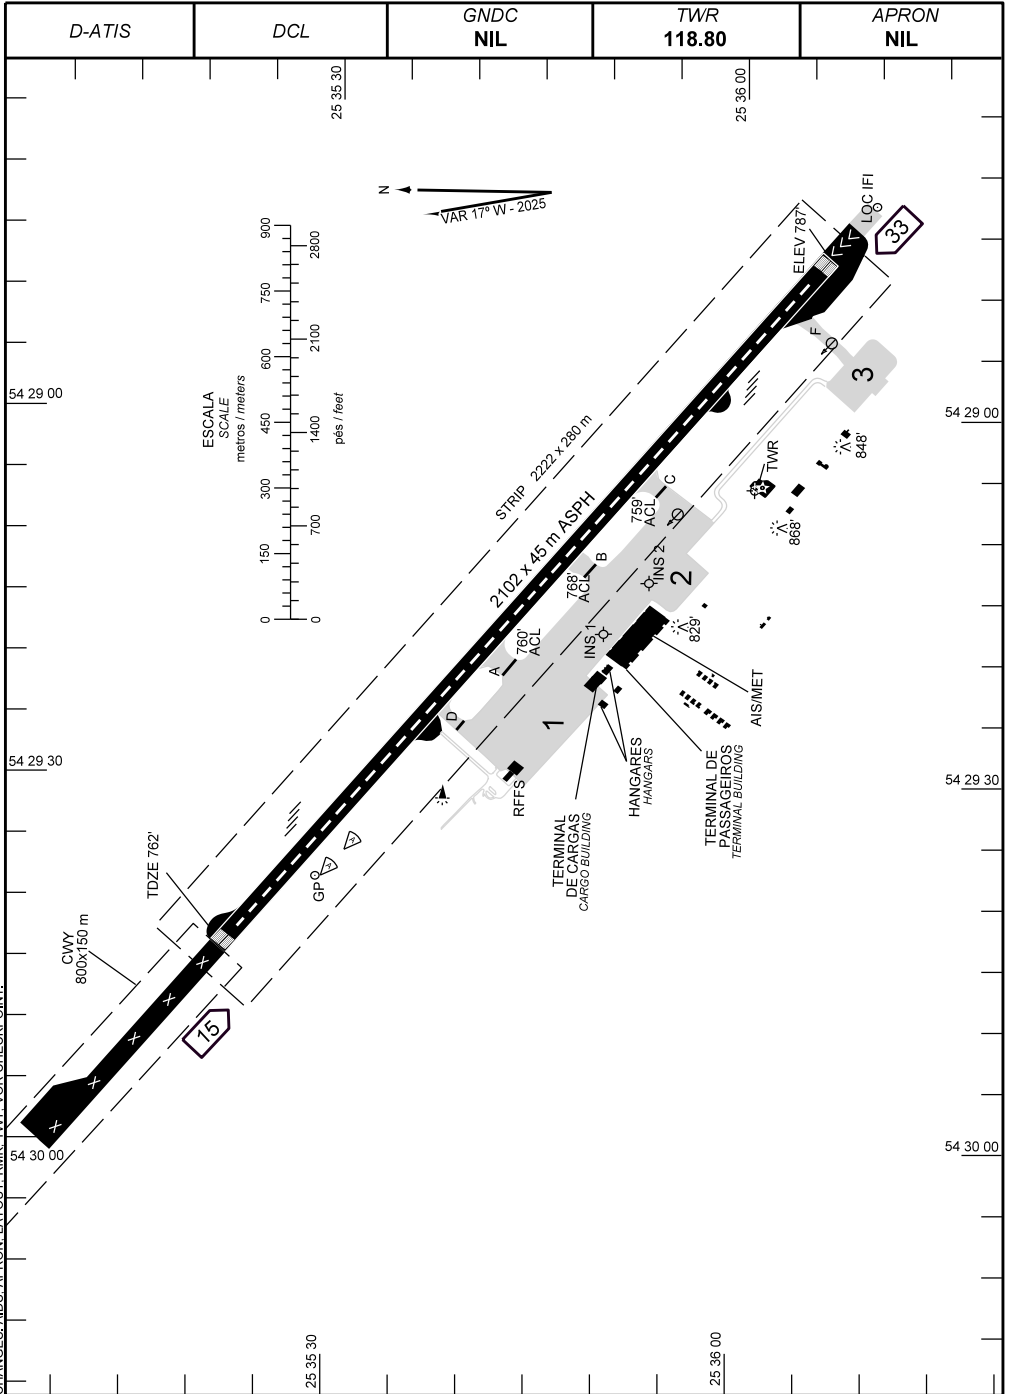 D-ATIS
DCL
GNDC
NIL
TWR
118.80
APRON
NIL
25 35 30
25 36 00
N
VAR 17º W - 2025
LOC IFI
33
ELEV 787'
ESCALA
SCALE
metros / meters
0 150 300 450 600 750 900
0 700 1400 2100 2800
pés / feet
54 29 00
54 29 00
F
3
STRIP 2222 x 280 m
2102 x 45 m ASPH
848'
TWR
868'
C
759'
ACL
B
768'
ACL
INS 2
2
A
760'
ACL
INS 1
829'
D
1
AIS/MET
54 29 30
54 29 30
RFFS
HANGARES
HANGARS
TERMINAL DE
PASSAGEIROS
TERMINAL BUILDING
TERMINAL
DE CARGAS
CARGO BUILDING
A
A
GP
TDZE 762'
CWY
800x150 m
15
X
X
X
X
X
54 30 00
54 30 00
25 35 30
25 36 00